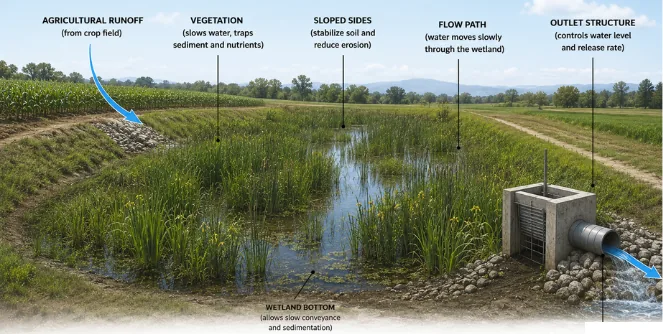 AGRICULTURAL RUNOFF
(from crop field)
VEGETATION
(slows water, traps
sediment and nutrients)
SLOPED SIDES
(stabilize soil and
reduce erosion)
FLOW PATH
(water moves slowly
through the wetland)
OUTLET STRUCTURE
(controls water level
and release rate)
WETLAND BOTTOM
(allows slow conveyance
and sedimentation)